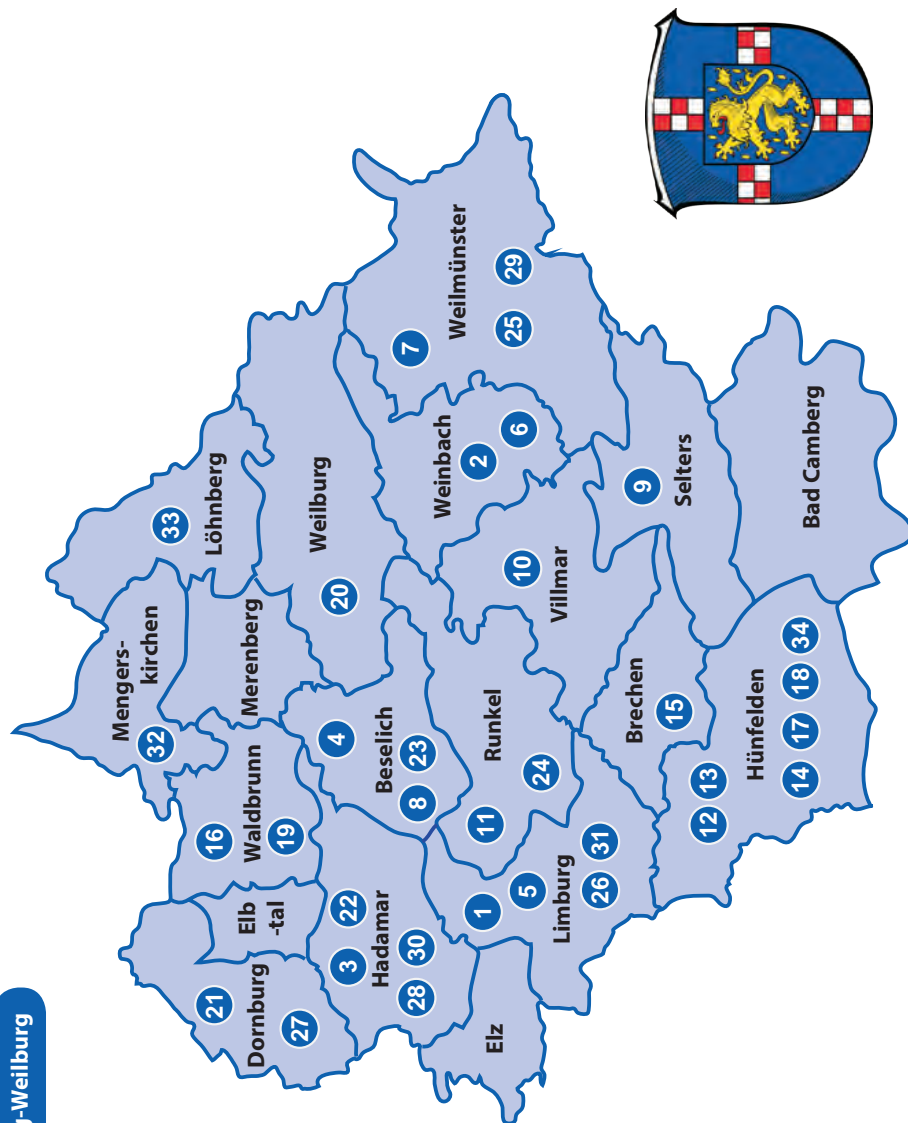 g-Weilburg
Mengers-
kirchen
32
33
Löhnberg
Merenberg
Waldbrunn
16
19
Elb
-tal
Dornburg
21
27
Weilburg
20
4
Beselich
8
23
Hadamar
3
22
28
30
Elz
Limburg
1
5
26
31
Runkel
11
24
Villmar
10
Weinbach
2
6
Weilmünster
7
25
29
Selters
9
Brechen
15
Hünfelden
12
13
14
17
18
34
Bad Camberg